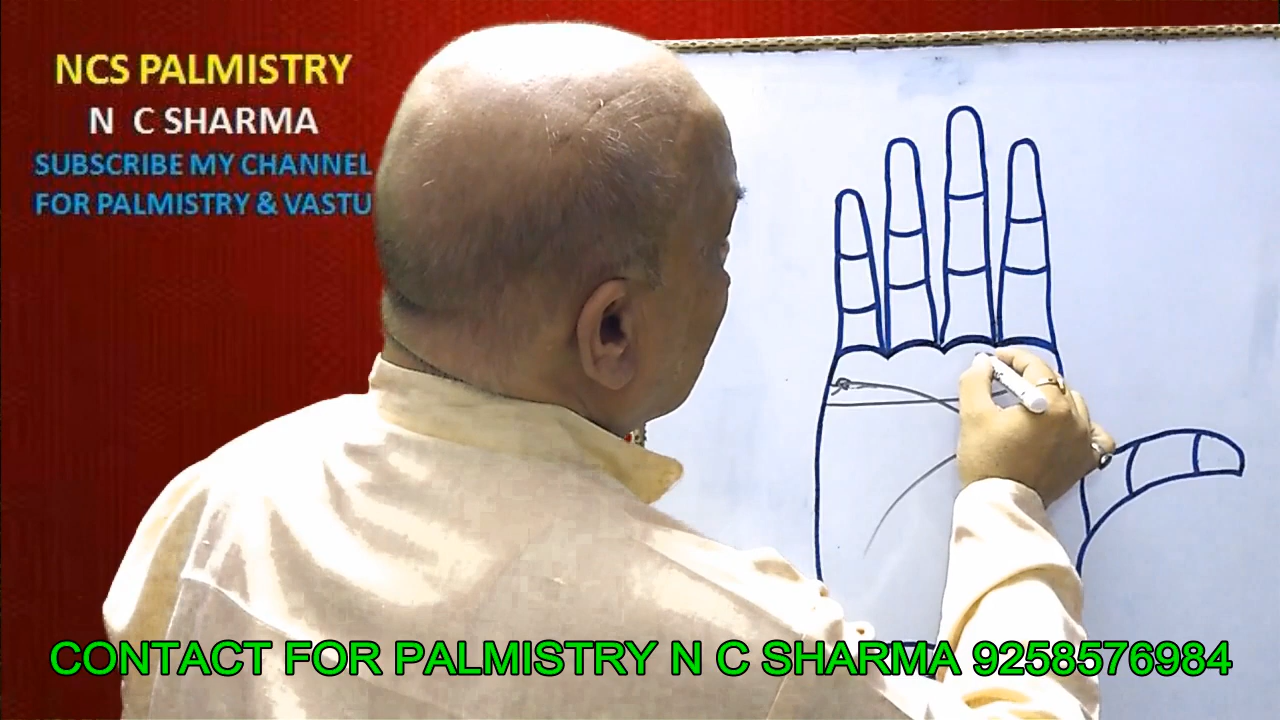 NCS PALMISTRY
N C SHARMA
SUBSCRIBE MY CHANNEL
FOR PALMISTRY & VASTU
CONTACT FOR PALMISTRY N C SHARMA 9258576984